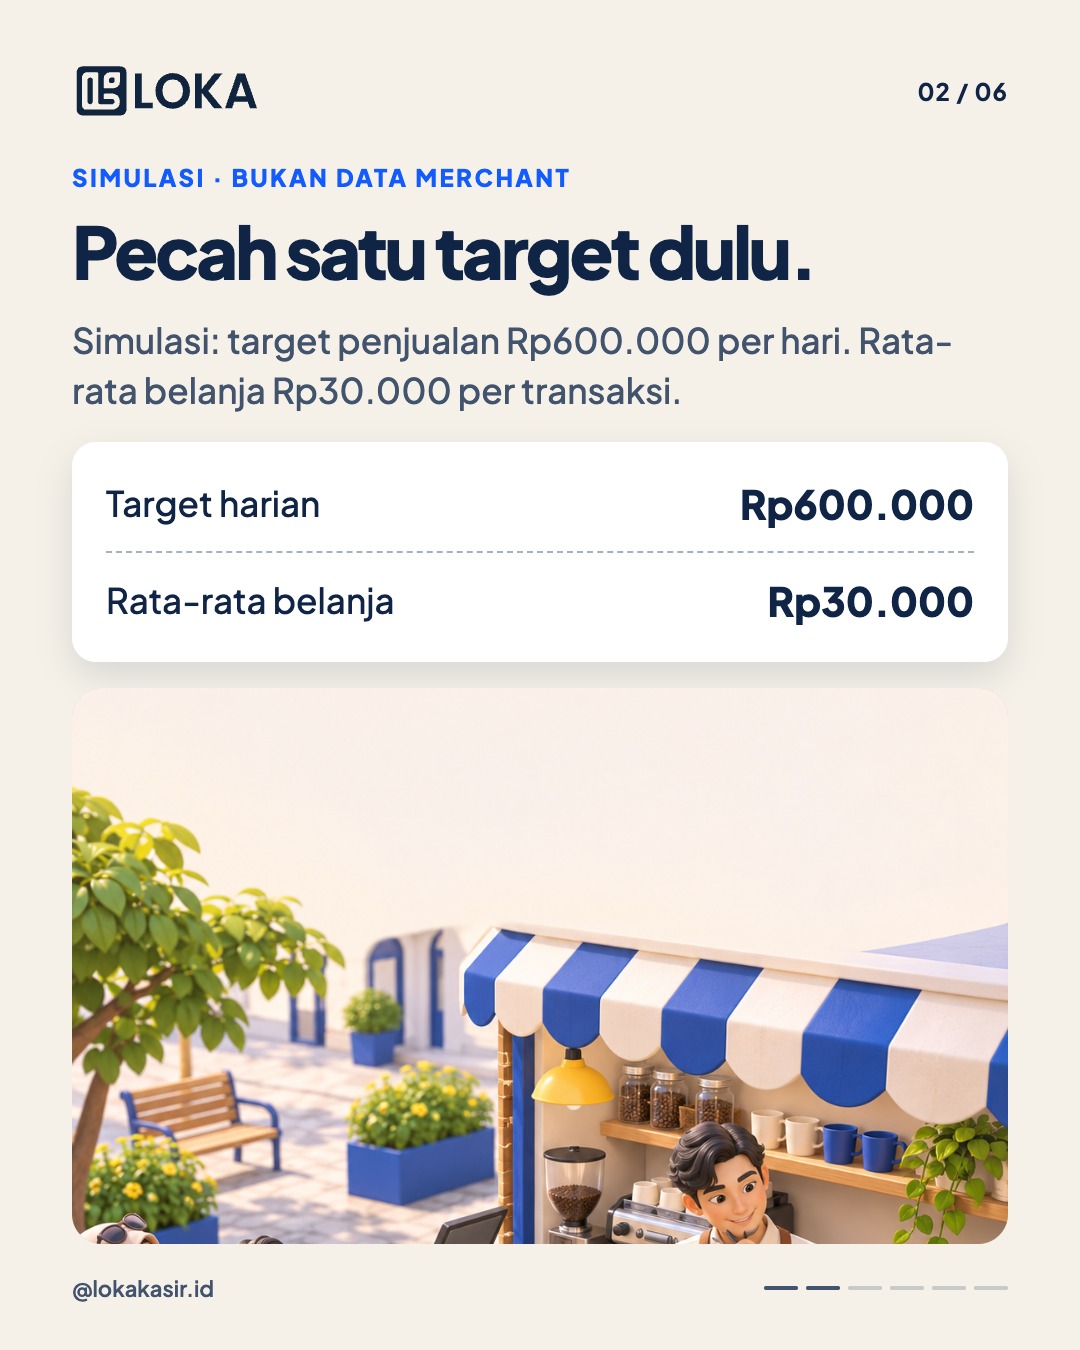 LOKA
02 / 06
SIMULASI · BUKAN DATA MERCHANT
Pecah satu target dulu.
Simulasi: target penjualan Rp600.000 per hari. Rata-
rata belanja Rp30.000 per transaksi.
Target harian Rp600.000
Rata-rata belanja Rp30.000
@lokakasir.id